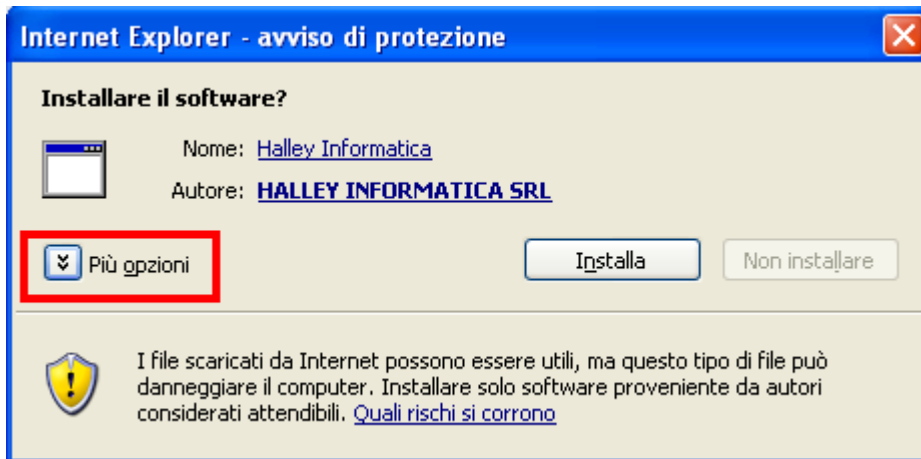 Internet Explorer - avviso di protezione
Installare il software?
Nome: Halley Informatica
Autore: HALLEY INFORMATICA SRL
Più opzioni
Installa
Non installare
I file scaricati da Internet possono essere utili, ma questo tipo di file può
danneggiare il computer. Installare solo software proveniente da autori
considerati attendibili. Quali rischi si corrono